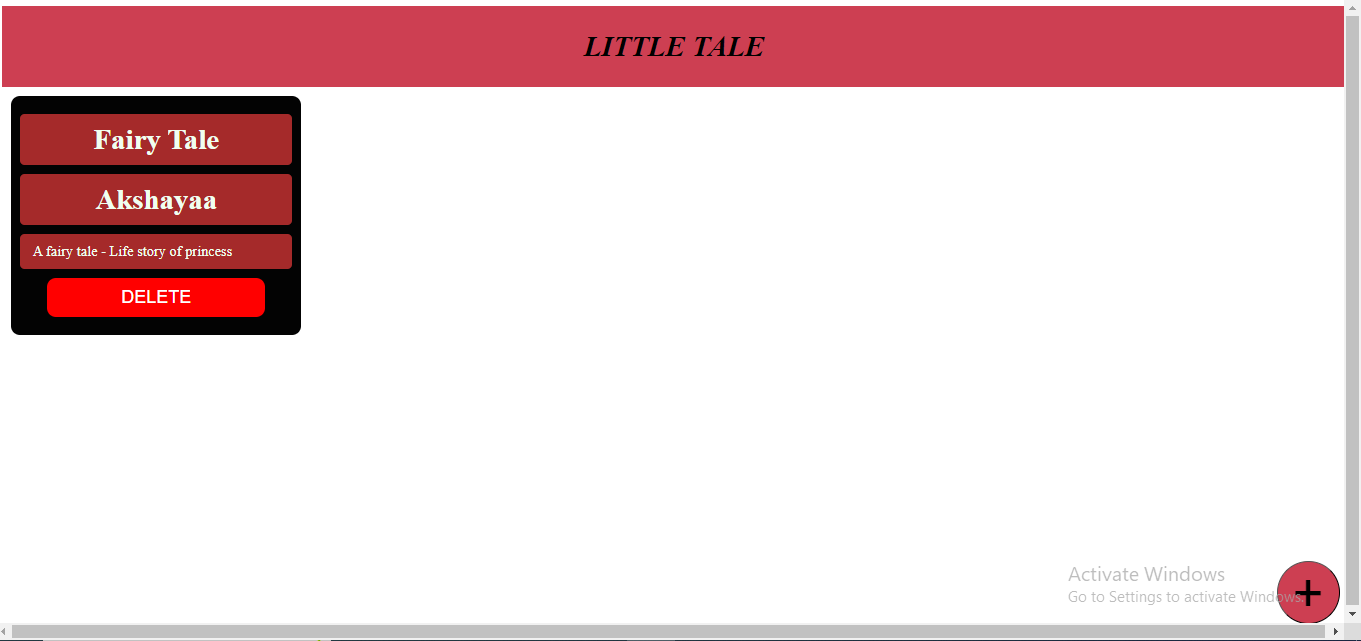 LITTLE TALE
Fairy Tale
Akshayaa
A fairy tale - Life story of princess
DELETE
Activate Windows
Go to Settings to activate Windows.
+